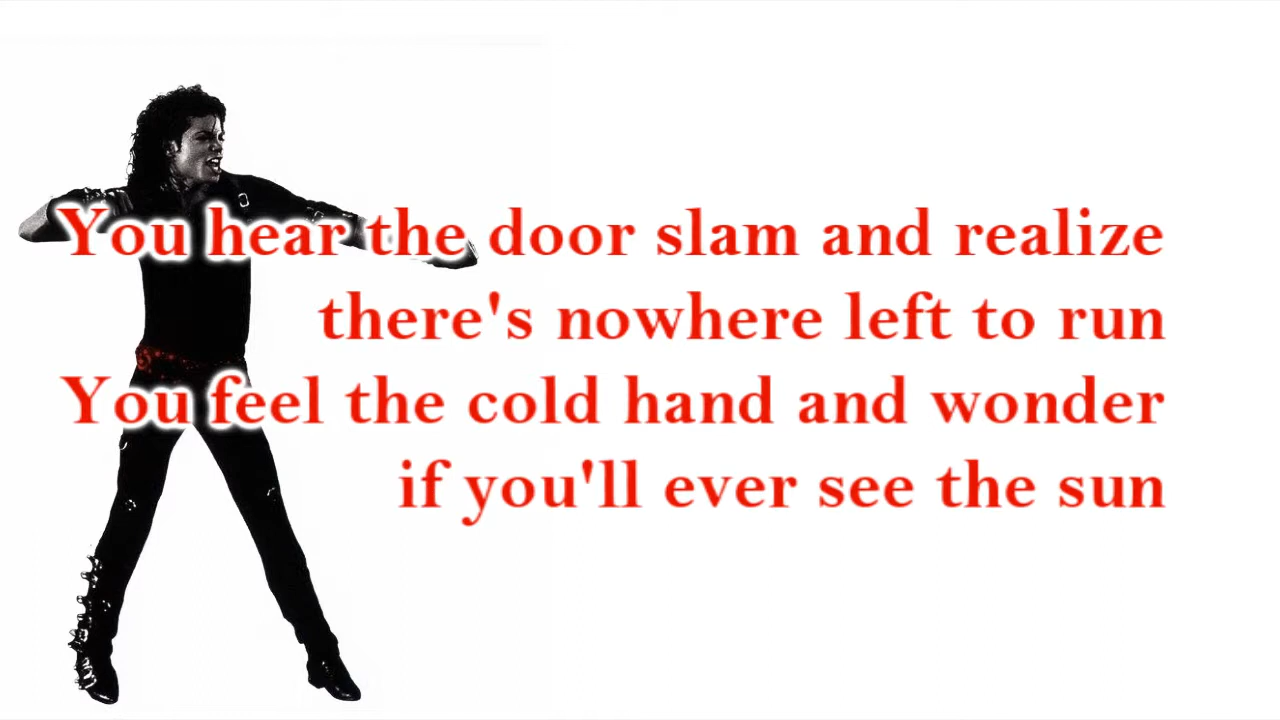 You hear the door slam and realize
there's nowhere left to run
You feel the cold hand and wonder
if you'll ever see the sun